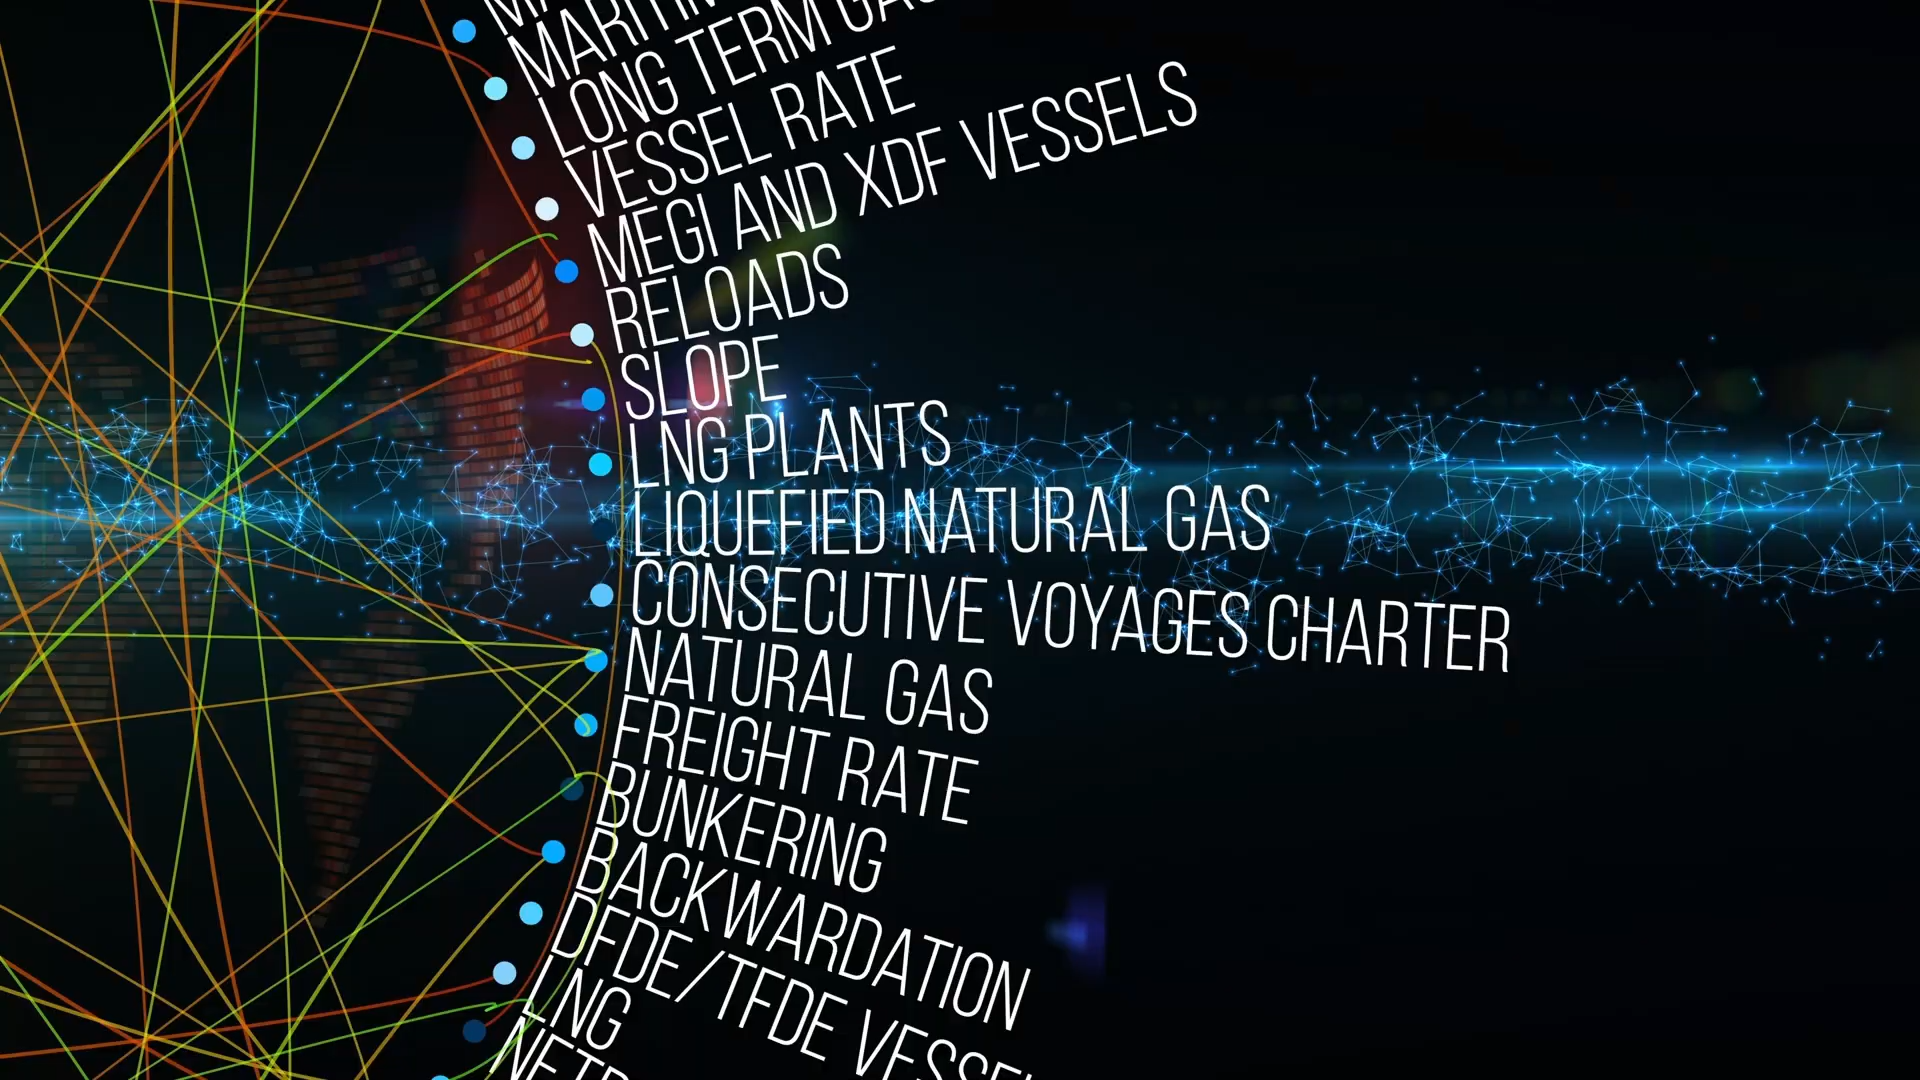 LONG TERM
VESSEL RATE
MEGI AND XDF VESSELS
RELOADS
SLOPE
LNG PLANTS
LIQUEFIED NATURAL GAS
CONSECUTIVE VOYAGES CHARTER
NATURAL GAS
FREIGHT RATE
BUNKERING
BACKWARDATION
DFDE/TFDE
LNG